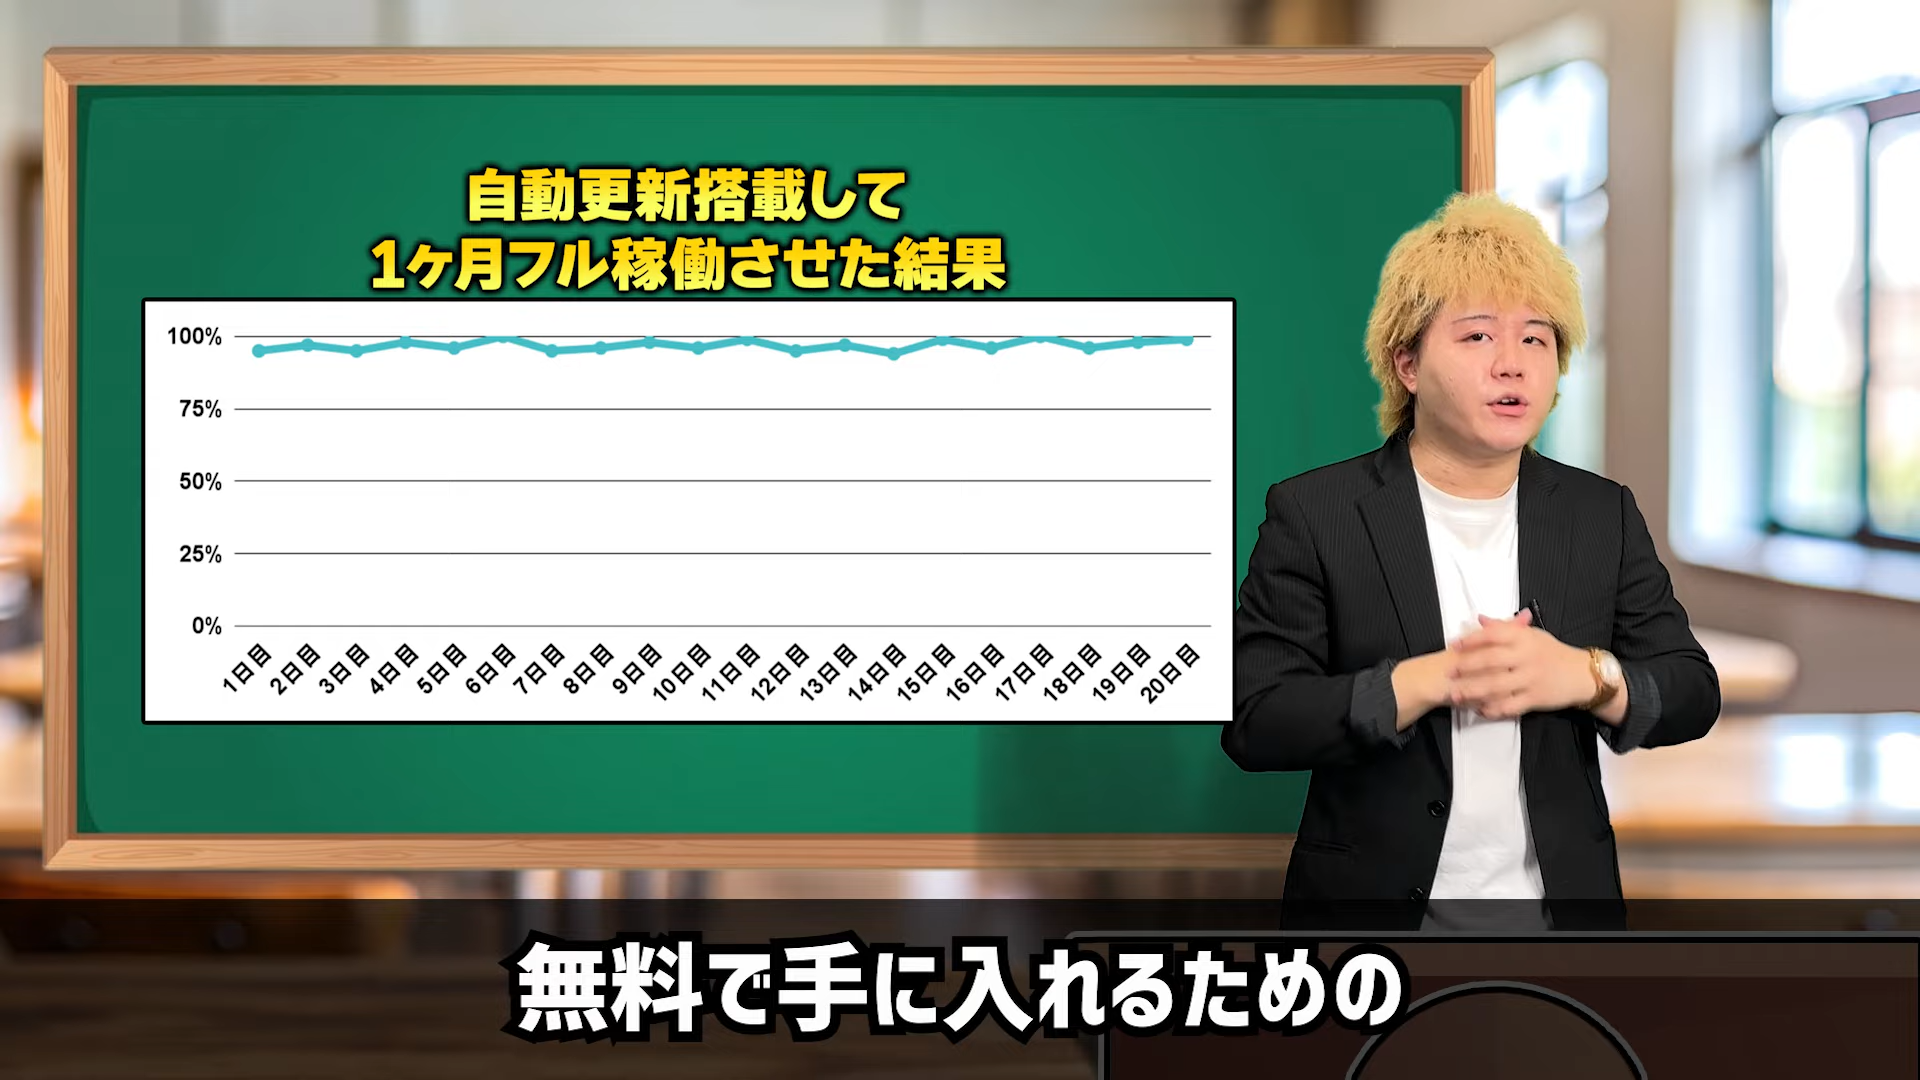 自動更新搭載して
1ヶ月フル稼働させた結果
100%
75%
50%
25%
0%
1日目
2日目
3日目
4日目
5日目
6日目
7日目
8日目
9日目
10日目
11日目
12日目
13日目
14日目
15日目
16日目
17日目
18日目
19日目
20日目
無料で手に入れるための